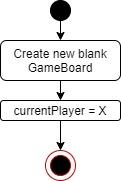 Create new blank
GameBoard
currentPlayer = X